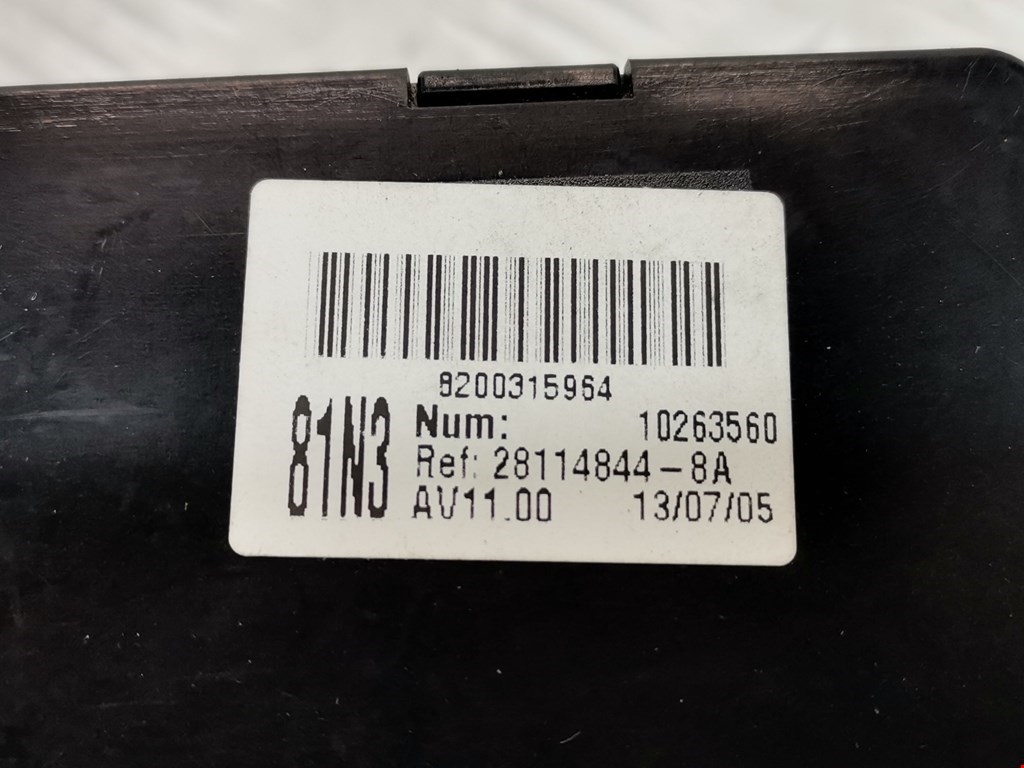 8200315964
81N3
Num: 10263560
Ref: 28114844-8A
AV11.00 13/07/05